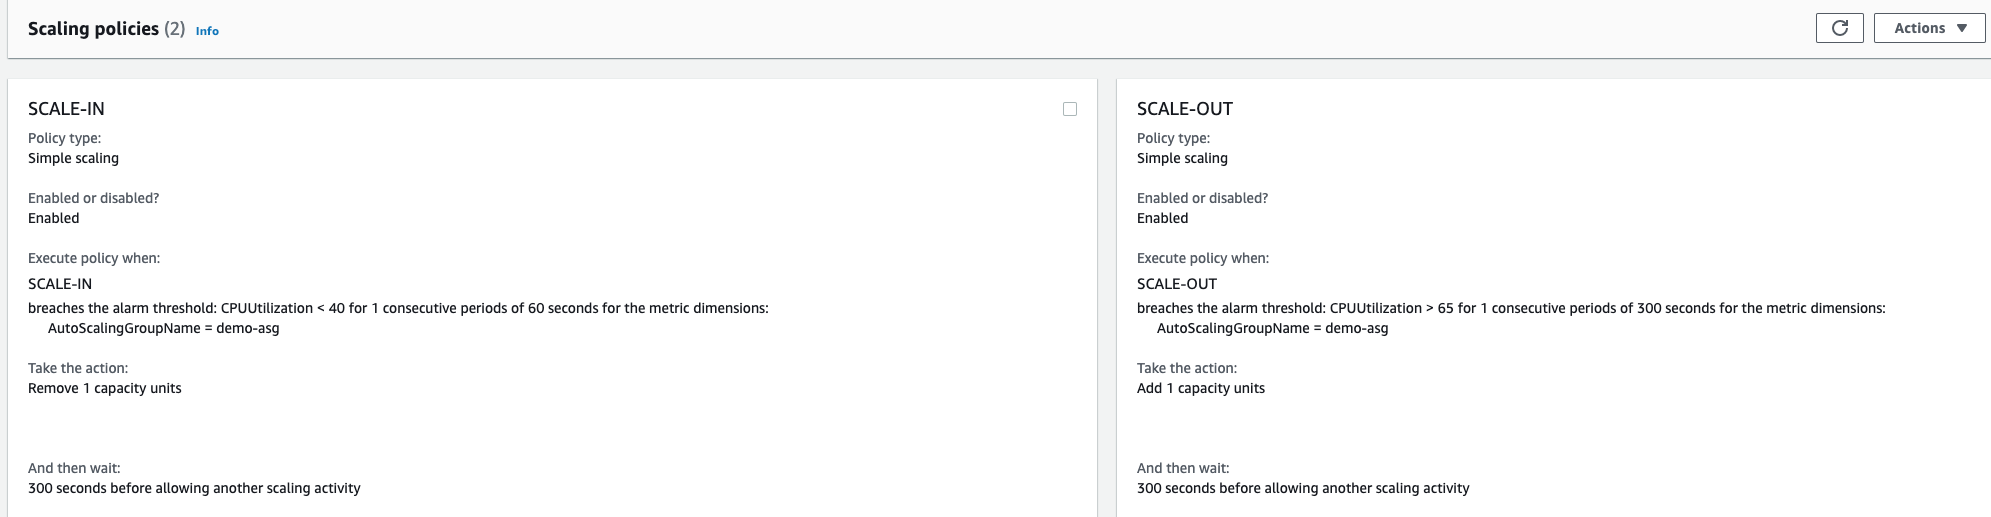 Scaling policies (2) Info
Actions
SCALE-IN
Policy type:
Simple scaling
Enabled or disabled?
Enabled
Execute policy when:
SCALE-IN
breaches the alarm threshold: CPUUtilization < 40 for 1 consecutive periods of 60 seconds for the metric dimensions:
AutoScalingGroupName = demo-asg
Take the action:
Remove 1 capacity units
And then wait:
300 seconds before allowing another scaling activity
SCALE-OUT
Policy type:
Simple scaling
Enabled or disabled?
Enabled
Execute policy when:
SCALE-OUT
breaches the alarm threshold: CPUUtilization > 65 for 1 consecutive periods of 300 seconds for the metric dimensions:
AutoScalingGroupName = demo-asg
Take the action:
Add 1 capacity units
And then wait:
300 seconds before allowing another scaling activity